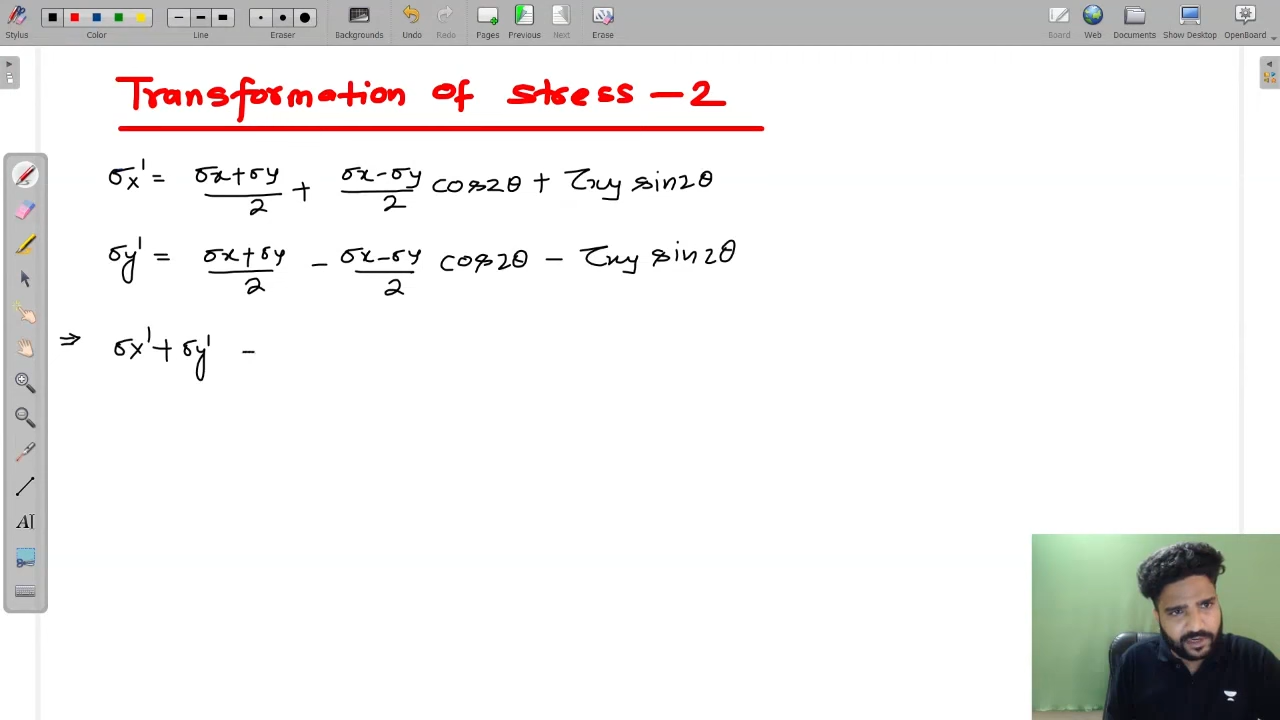 Stylus Color Line Eraser Backgrounds Undo Redo Pages Previous Next Erase Board Web Documents Show Desktop OpenBoard
Transformation of stress - 2
σx' = σx+σy/2 + σx-σy/2 cos2θ + τxy sin2θ
σy' = σx+σy/2 - σx-σy/2 cos2θ - τxy sin2θ
⇒ σx' + σy' -
AI